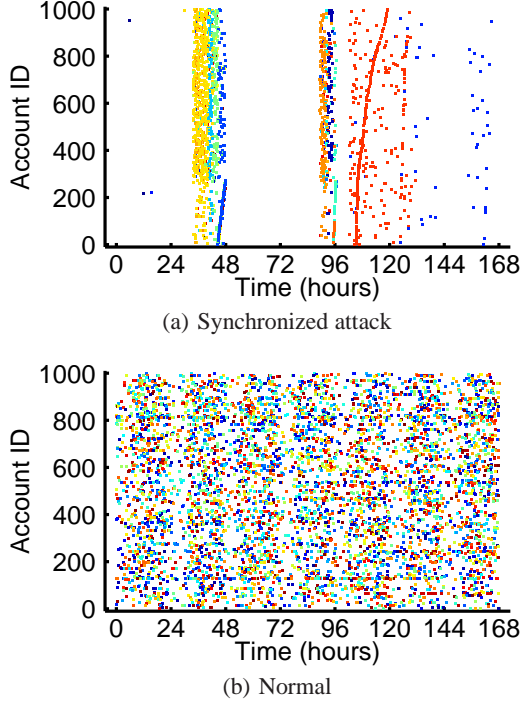 1000
800
600
400
200
0
Account ID
0 24 48 72 96 120 144 168
Time (hours)
(a) Synchronized attack
1000
800
600
400
200
0
Account ID
0 24 48 72 96 120 144 168
Time (hours)
(b) Normal